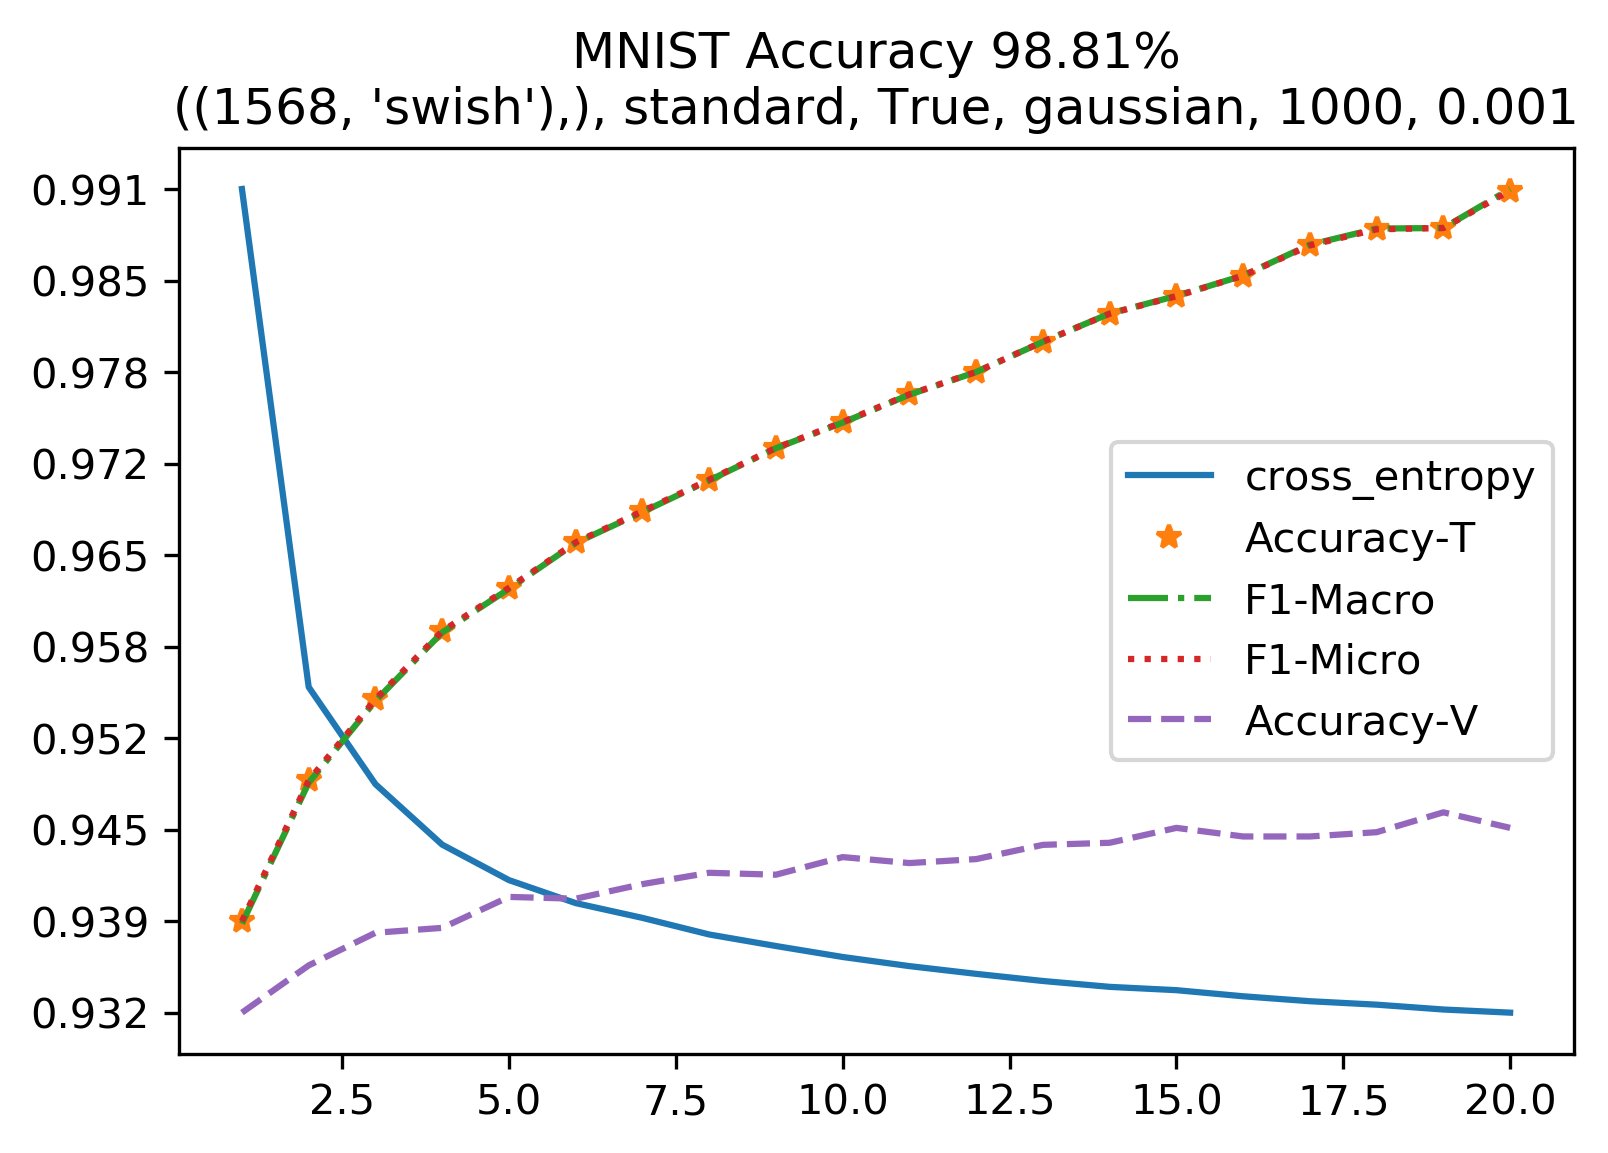 MNIST Accuracy 98.81%
((1568, 'swish'),), standard, True, gaussian, 1000, 0.001
0.991
0.985
0.978
0.972
0.965
0.958
0.952
0.945
0.939
0.932
cross_entropy
Accuracy-T
F1-Macro
F1-Micro
Accuracy-V
2.5 5.0 7.5 10.0 12.5 15.0 17.5 20.0